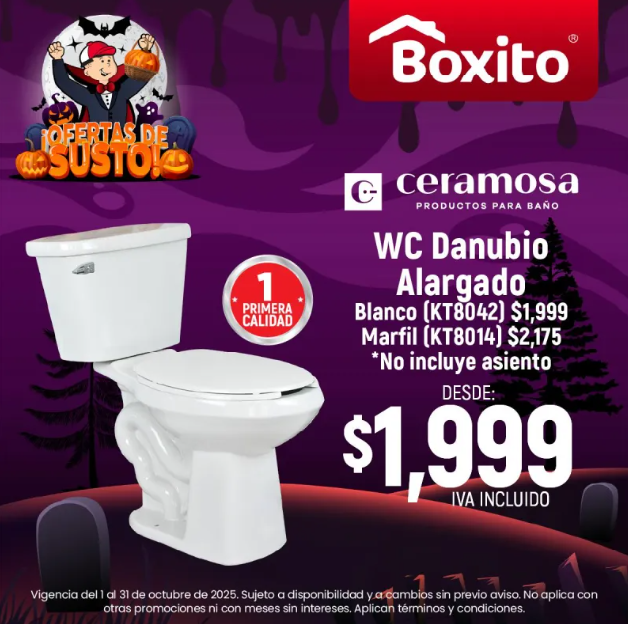 ¡OFERTAS DE
SUSTO!
Boxito®
ceramosa
PRODUCTOS PARA BAÑO
WC Danubio
Alargado
Blanco (KT8042) $1,999
Marfil (KT8014) $2,175
*No incluye asiento
1
PRIMERA
CALIDAD
DESDE:
$1,999
IVA INCLUIDO
Vigencia del 1 al 31 de octubre de 2025. Sujeto a disponibilidad y a cambios sin previo aviso. No aplica con
otras promociones ni con meses sin intereses. Aplican términos y condiciones.